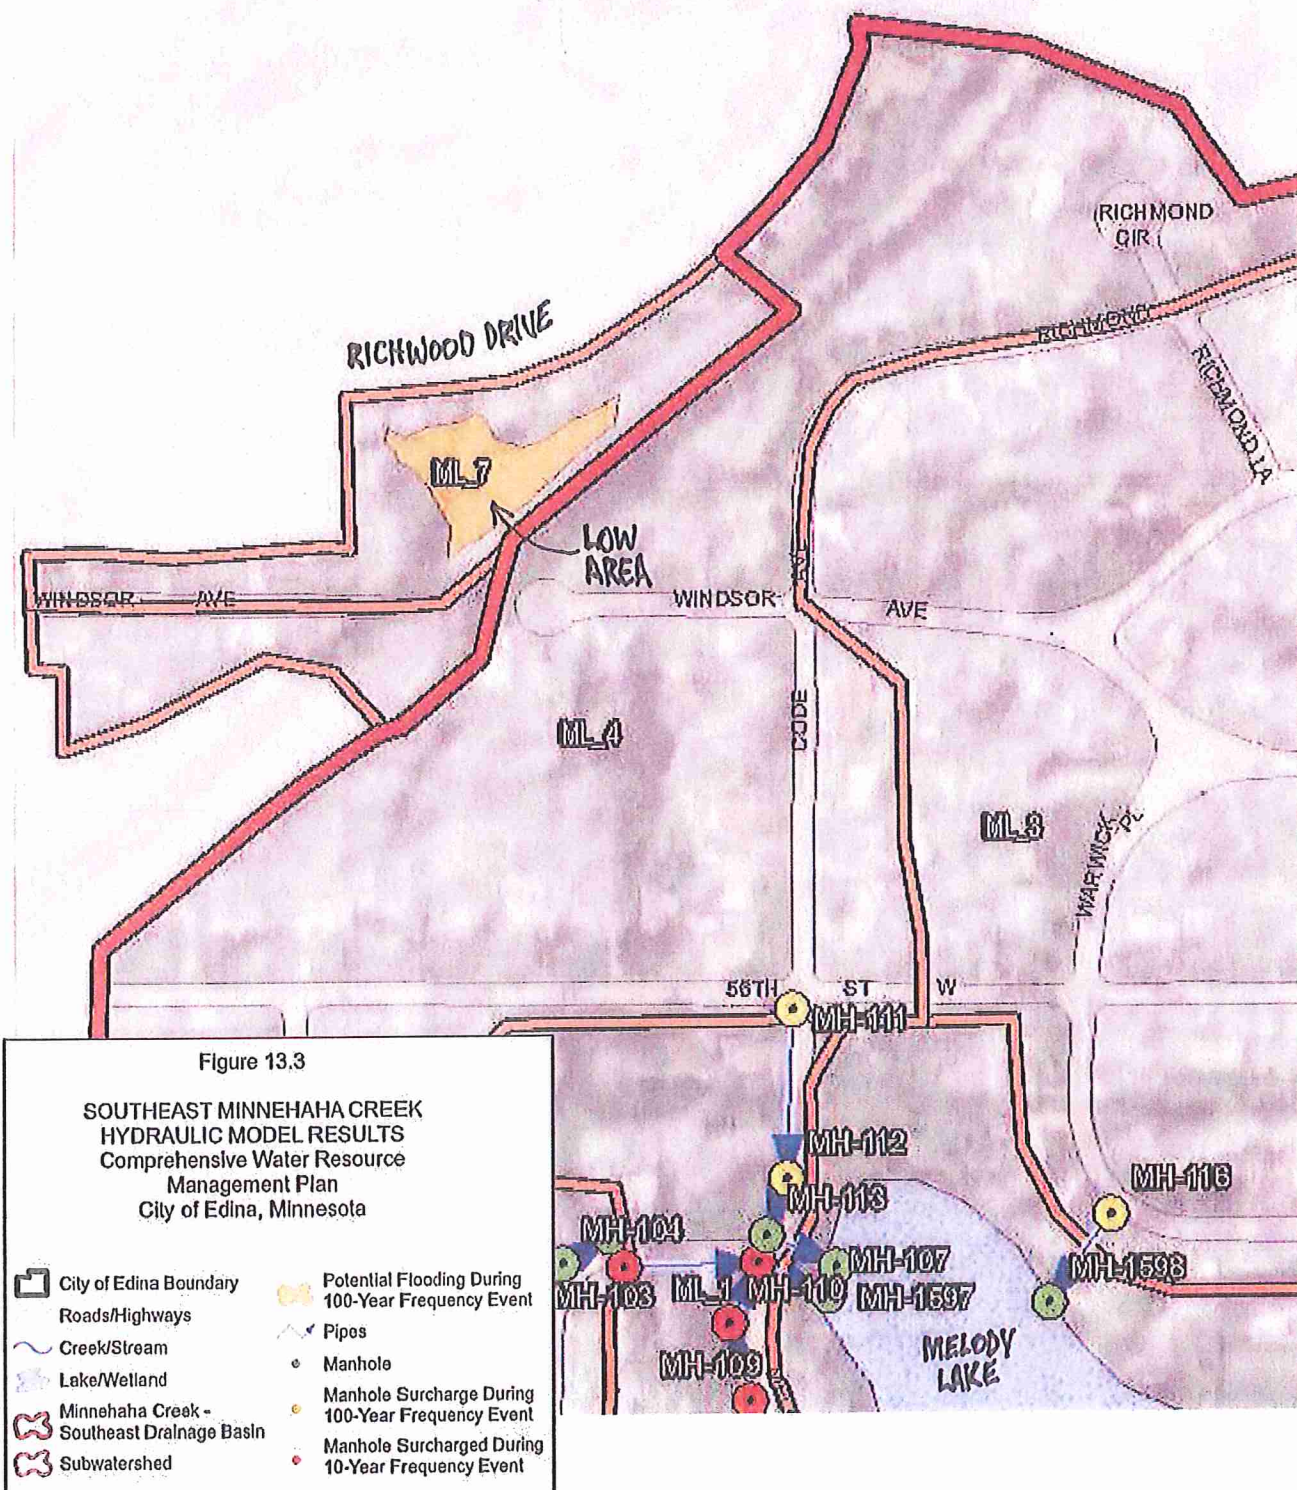 RICHMOND
CIR
RICHWOOD DRIVE
RICHMOND
RICHMOND LA
ML_7
LOW
AREA
WINDSOR AVE
WINDSOR
AVE
CODE
ML_4
ML_3
WARWICK PL
56TH ST W
MH-111
MH-112
MH-113
MH-116
MH-104
MH-107
MH-1598
MH-103
ML_1
MH-110
MH-1597
MH-109
MELODY
LAKE
Figure 13.3
SOUTHEAST MINNEHAHA CREEK
HYDRAULIC MODEL RESULTS
Comprehensive Water Resource
Management Plan
City of Edina, Minnesota
City of Edina Boundary
Roads/Highways
Creek/Stream
Lake/Wetland
Minnehaha Creek -
Southeast Drainage Basin
Subwatershed
Potential Flooding During
100-Year Frequency Event
Pipes
Manhole
Manhole Surcharge During
100-Year Frequency Event
Manhole Surcharged During
10-Year Frequency Event